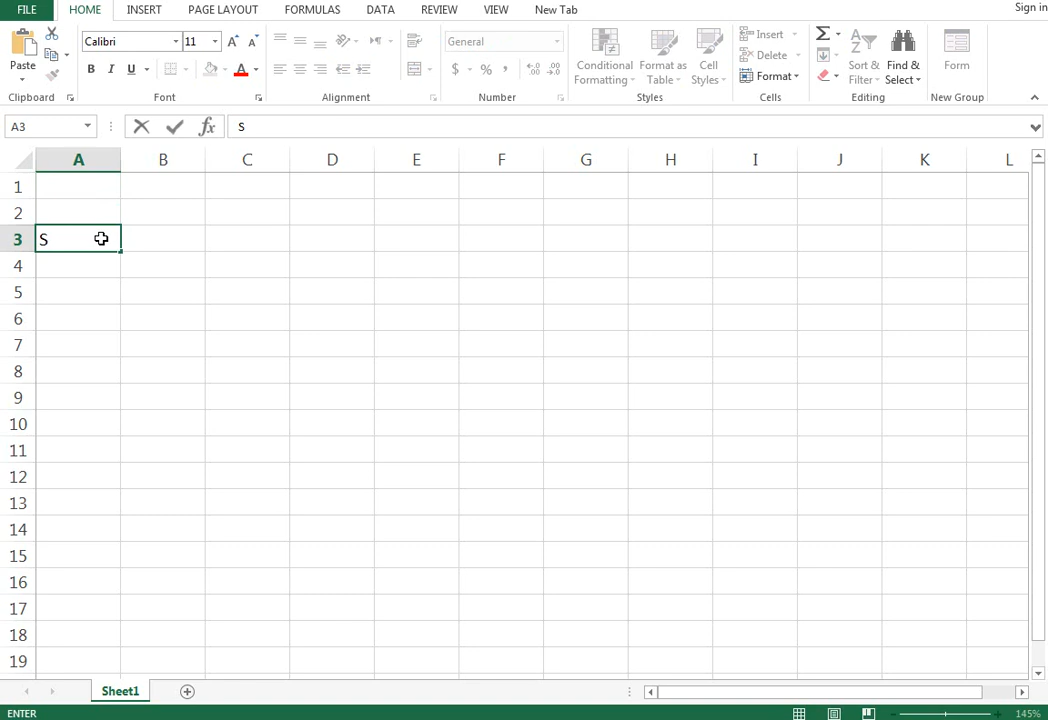 FILE HOME INSERT PAGE LAYOUT FORMULAS DATA REVIEW VIEW New Tab Sign in
Calibri 11 General Insert
Paste Conditional Format as Cell Delete Sort & Find & Form
B I U $ % , Formatting Table Styles Format Filter Select
Clipboard Font Alignment Number Styles Cells Editing New Group
A3 fx S
A B C D E F G H I J K L
1
2
3 S
4
5
6
7
8
9
10
11
12
13
14
15
16
17
18
19
Sheet1
ENTER 145%